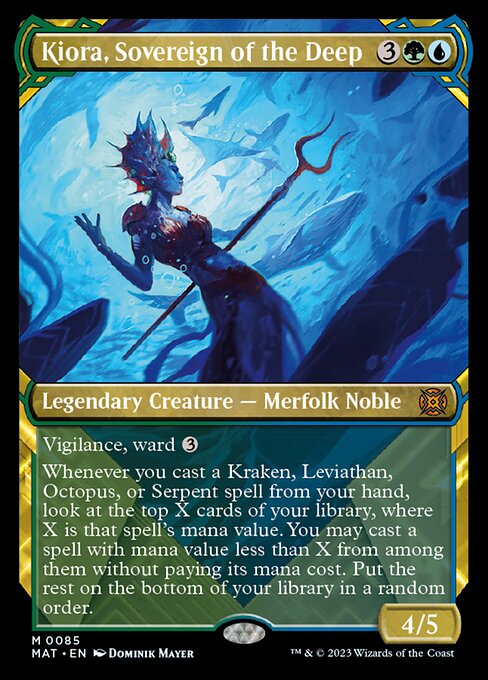 Kiora, Sovereign of the Deep 3
Legendary Creature — Merfolk Noble
Vigilance, ward 3
Whenever you cast a Kraken, Leviathan,
Octopus, or Serpent spell from your hand,
look at the top X cards of your library, where
X is that spell's mana value. You may cast a
spell with mana value less than X from among
them without paying its mana cost. Put the
rest on the bottom of your library in a random
order.
4/5
M 0085
MAT • EN Dominik Mayer
™ & © 2023 Wizards of the Coast